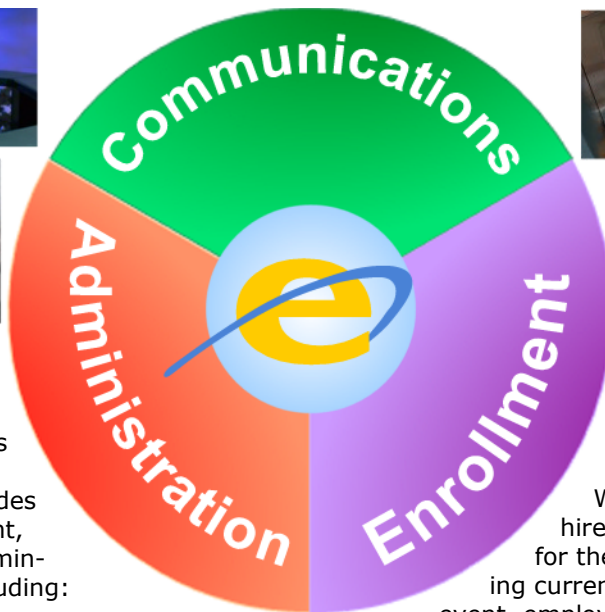 Communications
Administration
Enrollment
e
s
des
nt,
min-
uding:
W
hire
for the
ing curren